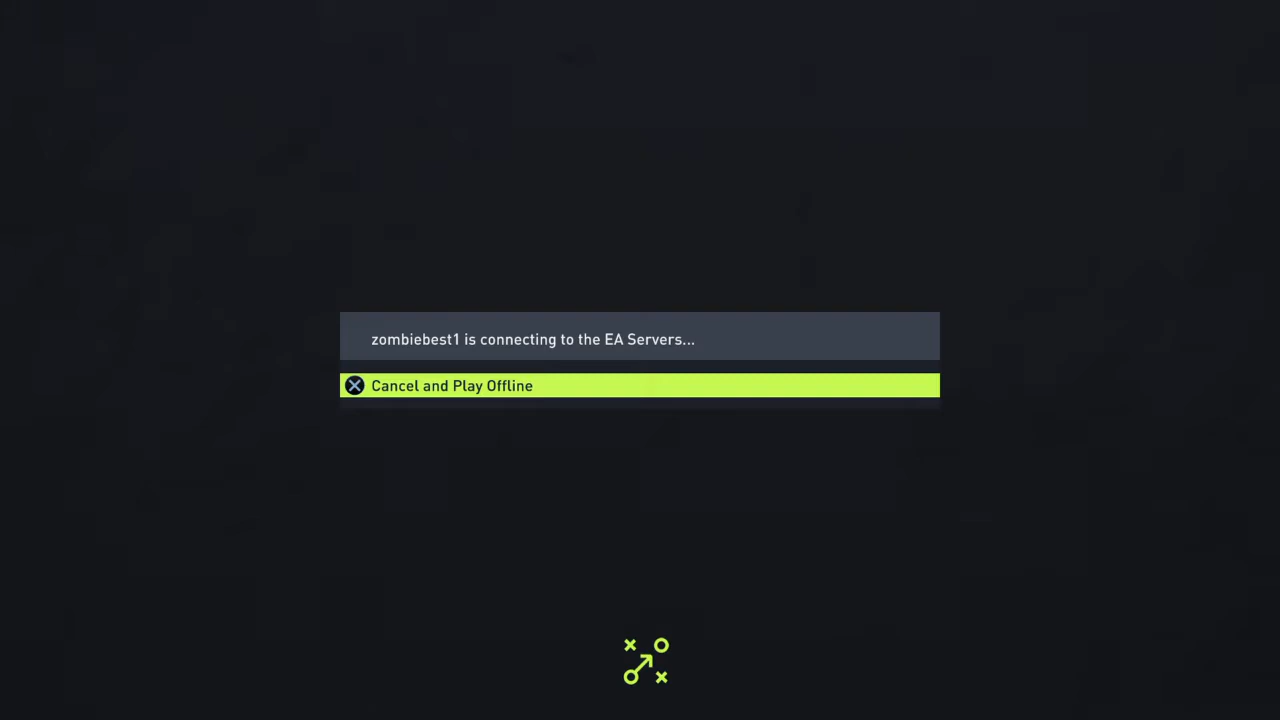 zombiebest1 is connecting to the EA Servers...
Cancel and Play Offline